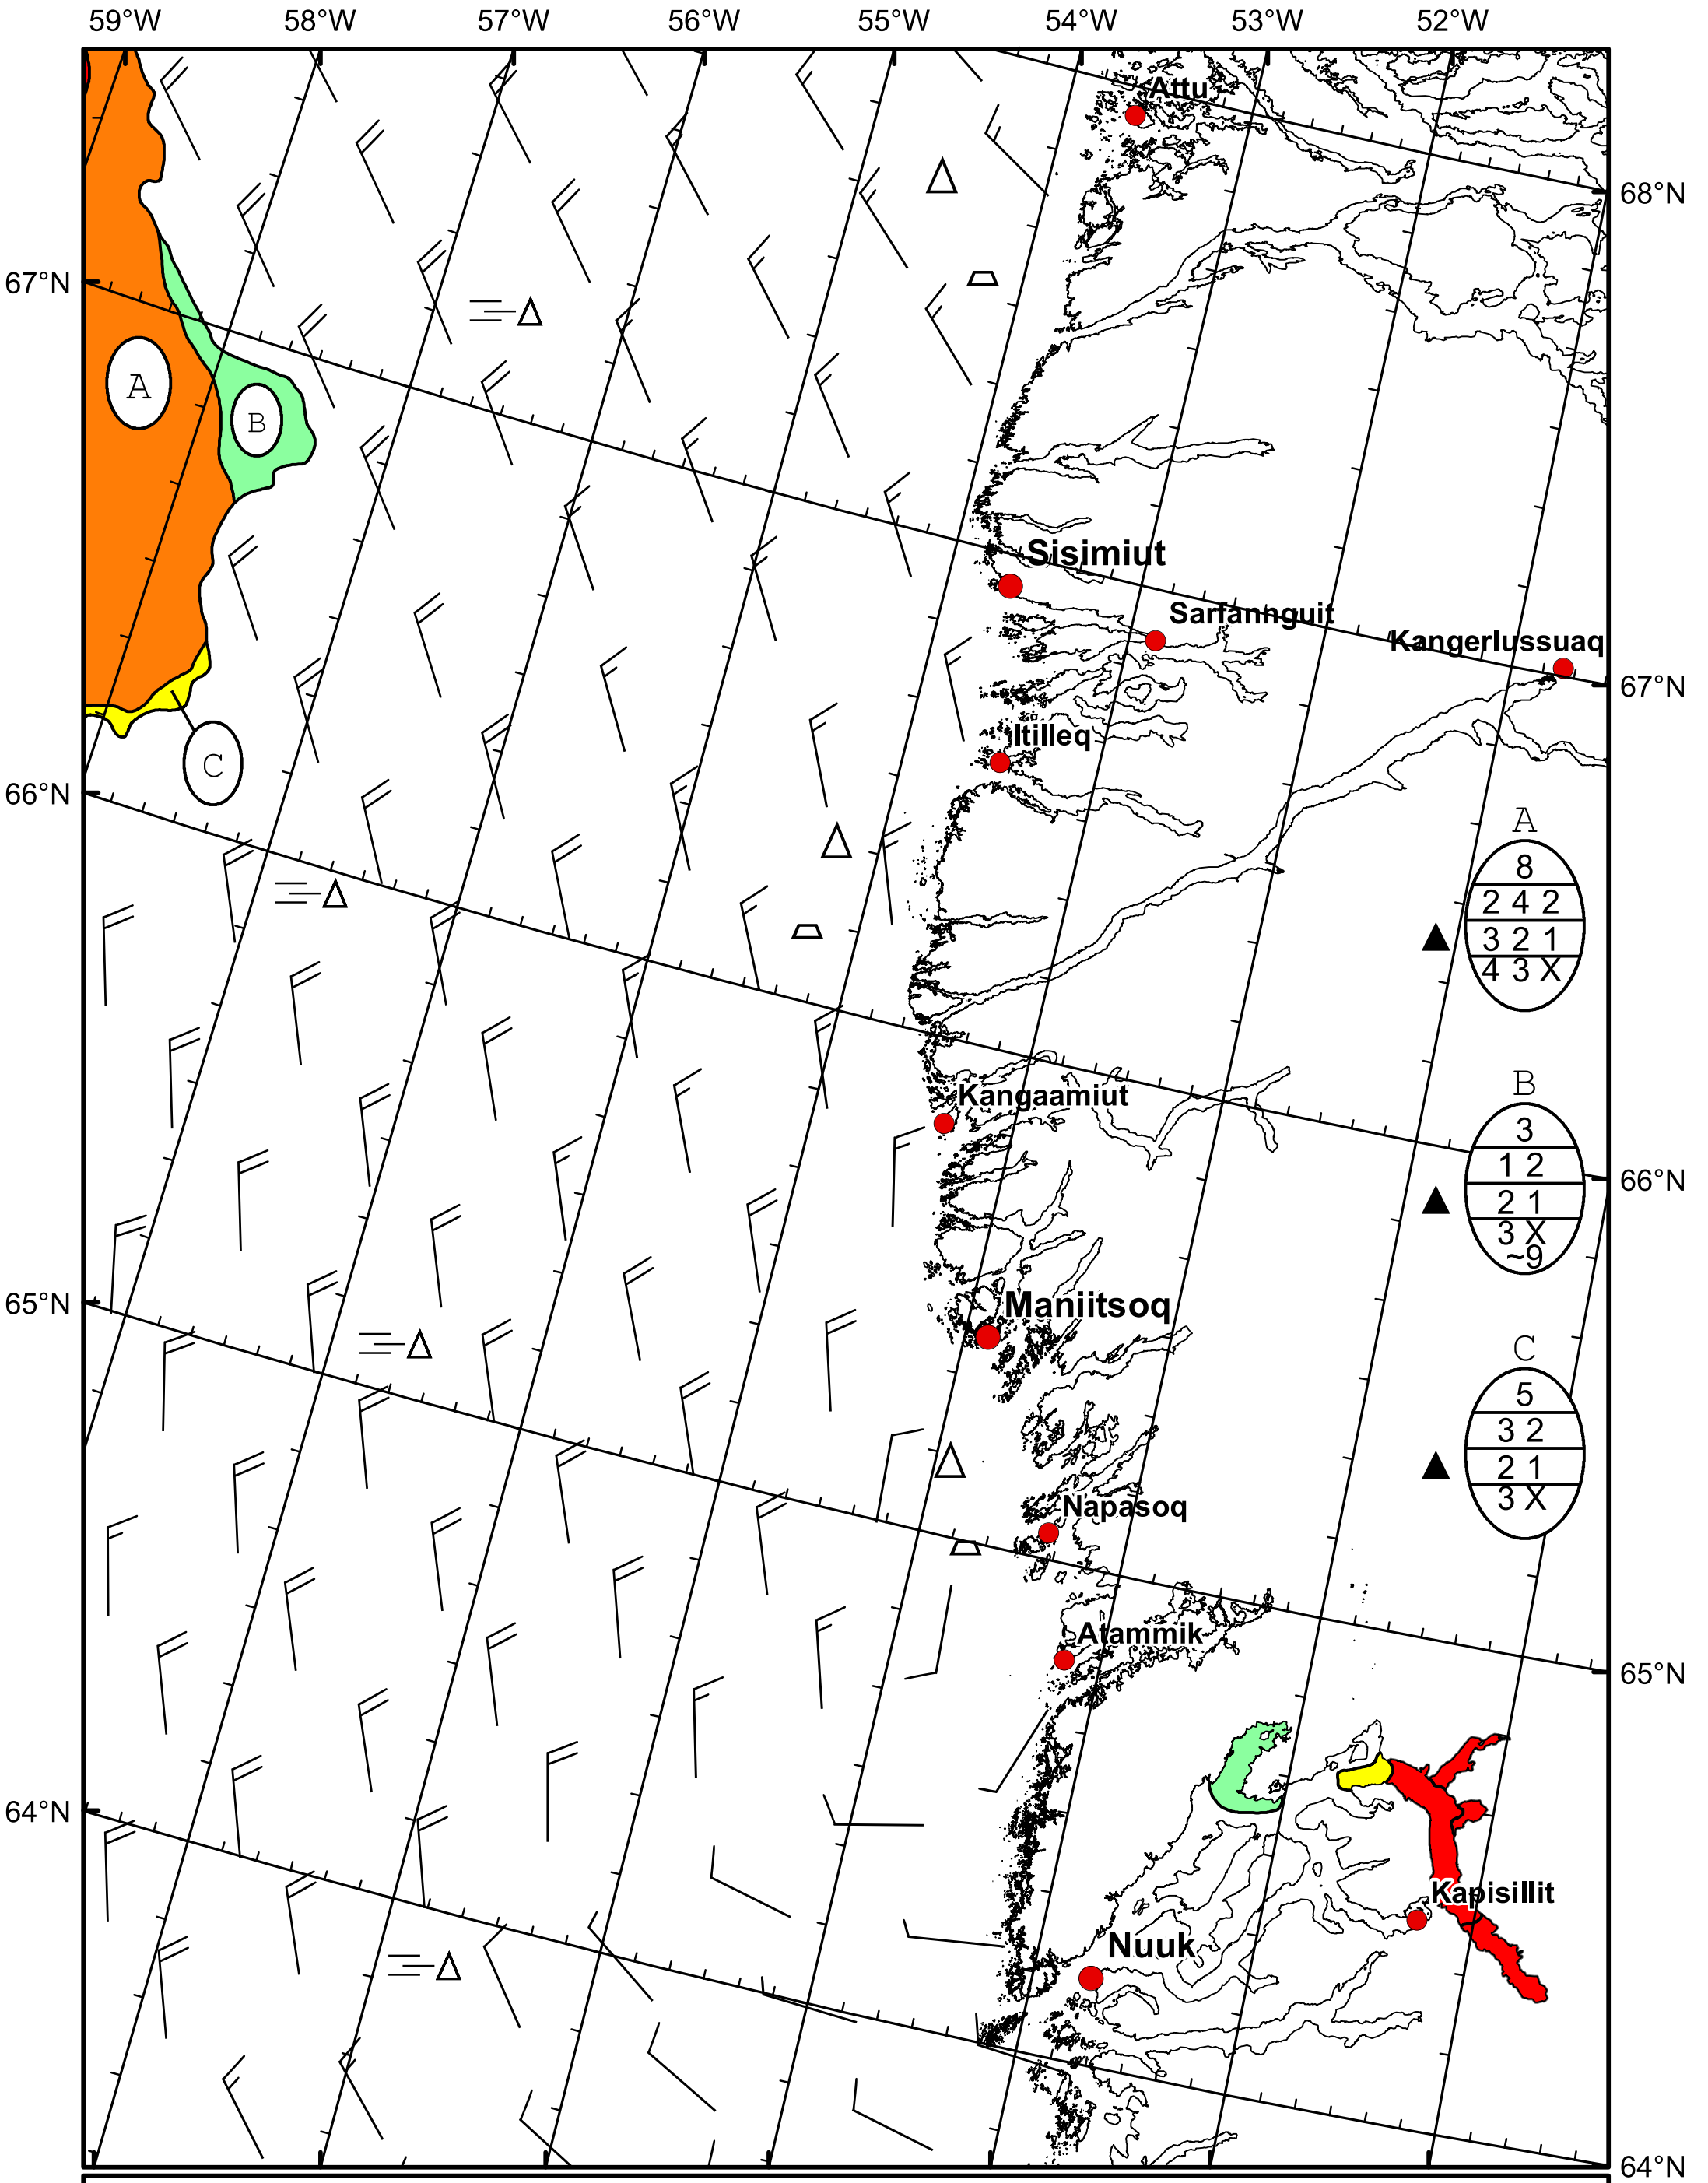 59°W 58°W 57°W 56°W 55°W 54°W 53°W 52°W
Attu
68°N
67°N
A
B
Sisimiut
Sarfannguit
Kangerlussuaq
67°N
Itilleq
C
66°N
A
8
2 4 2
3 2 1
4 3 X
Kangaamiut
B
3
1 2
2 1
3 X
~9
66°N
65°N
Maniitsoq
C
5
3 2
2 1
3 X
Napasoq
Atammik
65°N
64°N
Kapisillit
Nuuk
64°N